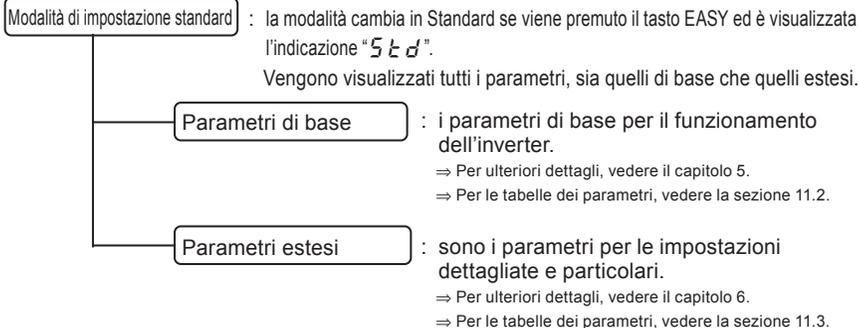 Modalità di impostazione standard : la modalità cambia in Standard se viene premuto il tasto EASY ed è visualizzata
l'indicazione “Std”.
Vengono visualizzati tutti i parametri, sia quelli di base che quelli estesi.
Parametri di base : i parametri di base per il funzionamento
dell'inverter.
⇒ Per ulteriori dettagli, vedere il capitolo 5.
⇒ Per le tabelle dei parametri, vedere la sezione 11.2.
Parametri estesi : sono i parametri per le impostazioni
dettagliate e particolari.
⇒ Per ulteriori dettagli, vedere il capitolo 6.
⇒ Per le tabelle dei parametri, vedere la sezione 11.3.